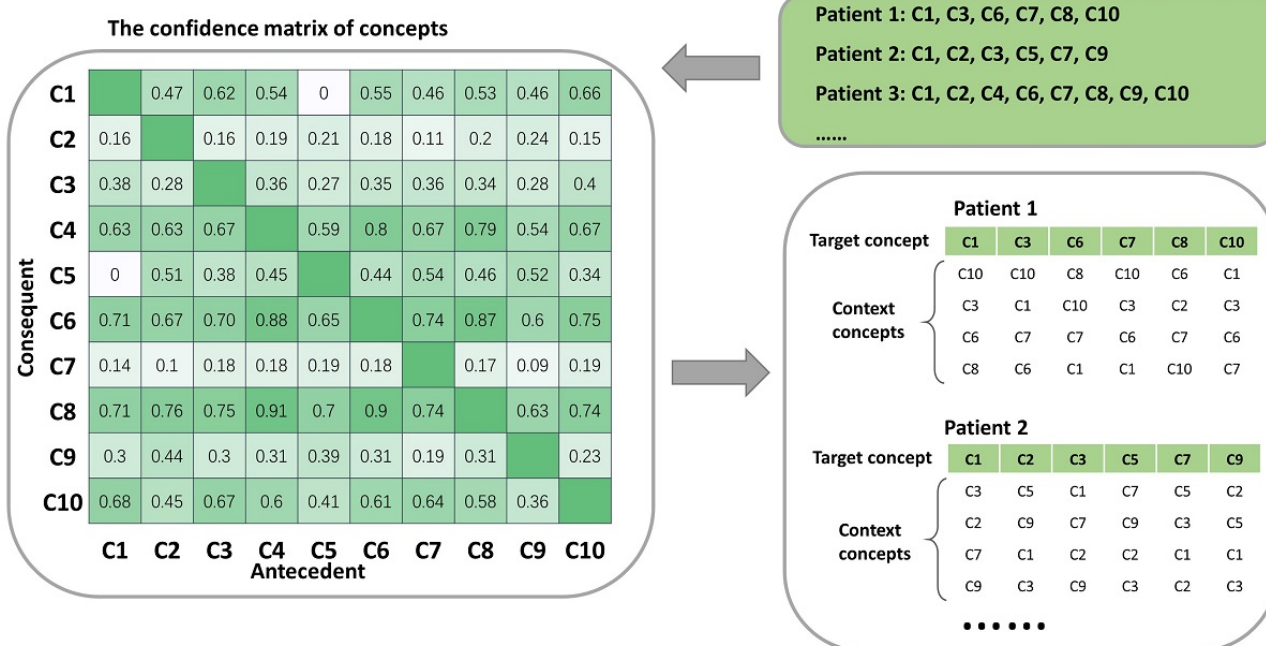 The confidence matrix of concepts
C1 0.47 0.62 0.54 0 0.55 0.46 0.53 0.46 0.66
C2 0.16 0.16 0.19 0.21 0.18 0.11 0.2 0.24 0.15
C3 0.38 0.28 0.36 0.27 0.35 0.36 0.34 0.28 0.4
C4 0.63 0.63 0.67 0.59 0.8 0.67 0.79 0.54 0.67
C5 0 0.51 0.38 0.45 0.44 0.54 0.46 0.52 0.34
C6 0.71 0.67 0.70 0.88 0.65 0.74 0.87 0.6 0.75
C7 0.14 0.1 0.18 0.18 0.19 0.18 0.17 0.09 0.19
C8 0.71 0.76 0.75 0.91 0.7 0.9 0.74 0.63 0.74
C9 0.3 0.44 0.3 0.31 0.39 0.31 0.19 0.31 0.23
C10 0.68 0.45 0.67 0.6 0.41 0.61 0.64 0.58 0.36
C1 C2 C3 C4 C5 C6 C7 C8 C9 C10
Antecedent
Consequent
Patient 1: C1, C3, C6, C7, C8, C10
Patient 2: C1, C2, C3, C5, C7, C9
Patient 3: C1, C2, C4, C6, C7, C8, C9, C10
......
Patient 1
Target concept C1 C3 C6 C7 C8 C10
Context concepts
C10 C10 C8 C10 C6 C1
C3 C1 C10 C3 C2 C3
C6 C7 C7 C6 C7 C6
C8 C6 C1 C1 C10 C7
Patient 2
Target concept C1 C2 C3 C5 C7 C9
Context concepts
C3 C5 C1 C7 C5 C2
C2 C9 C7 C9 C3 C5
C7 C1 C2 C2 C1 C1
C9 C3 C9 C3 C2 C3
......